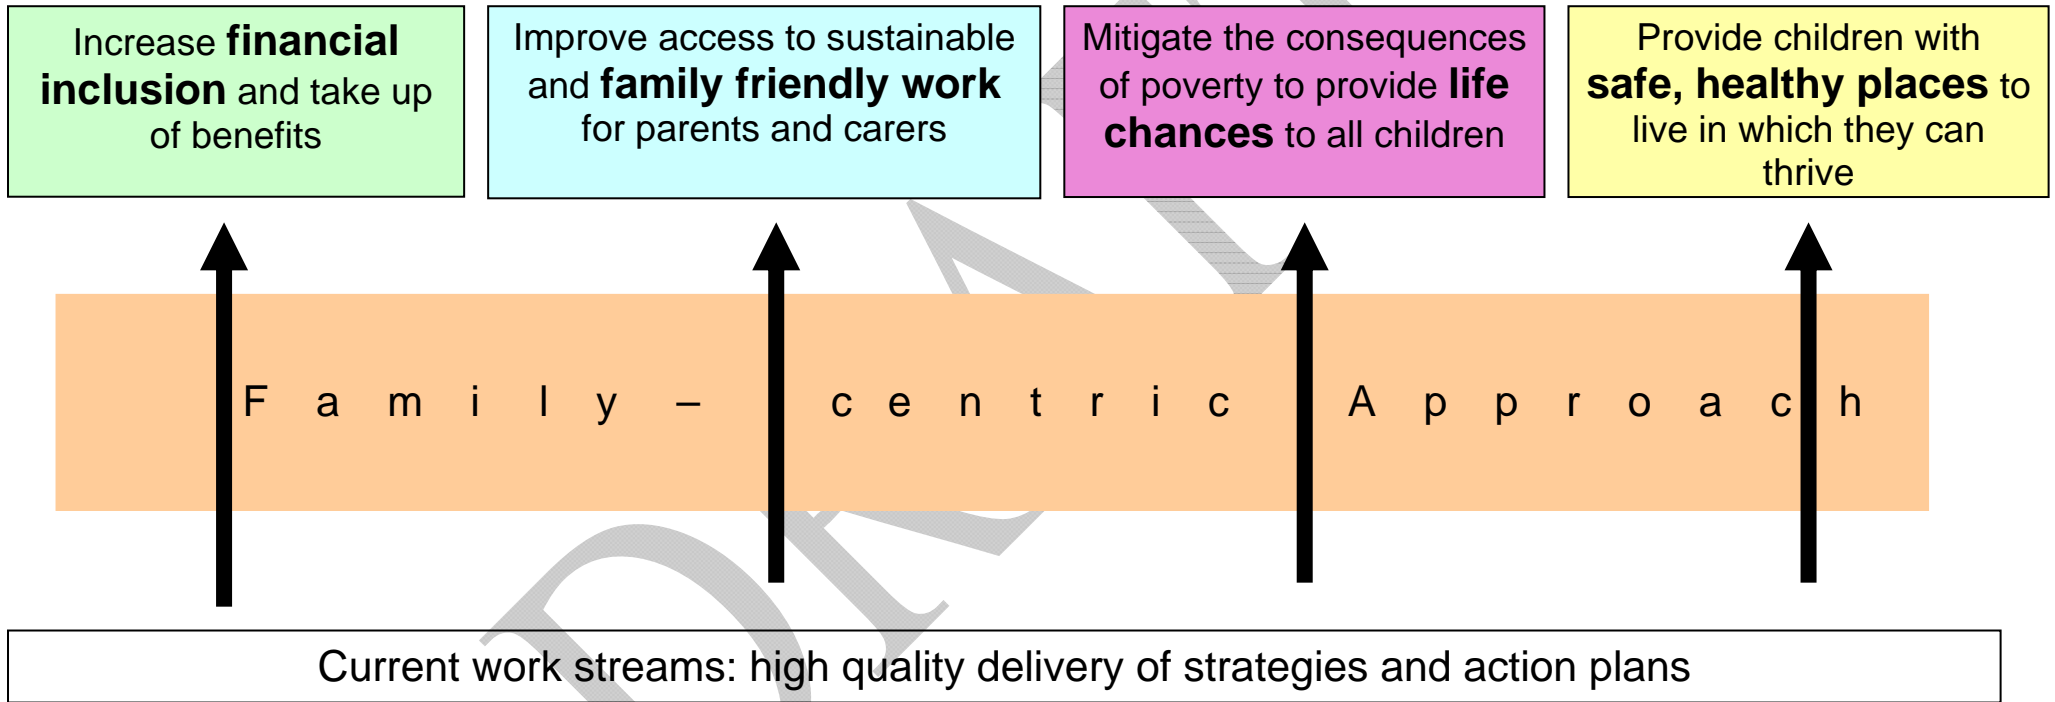 Increase financial
inclusion and take up
of benefits
Improve access to sustainable
and family friendly work
for parents and carers
Mitigate the consequences
of poverty to provide life
chances to all children
Provide children with
safe, healthy places to
live in which they can
thrive
Family – centric Approach
Current work streams: high quality delivery of strategies and action plans
DRAFT